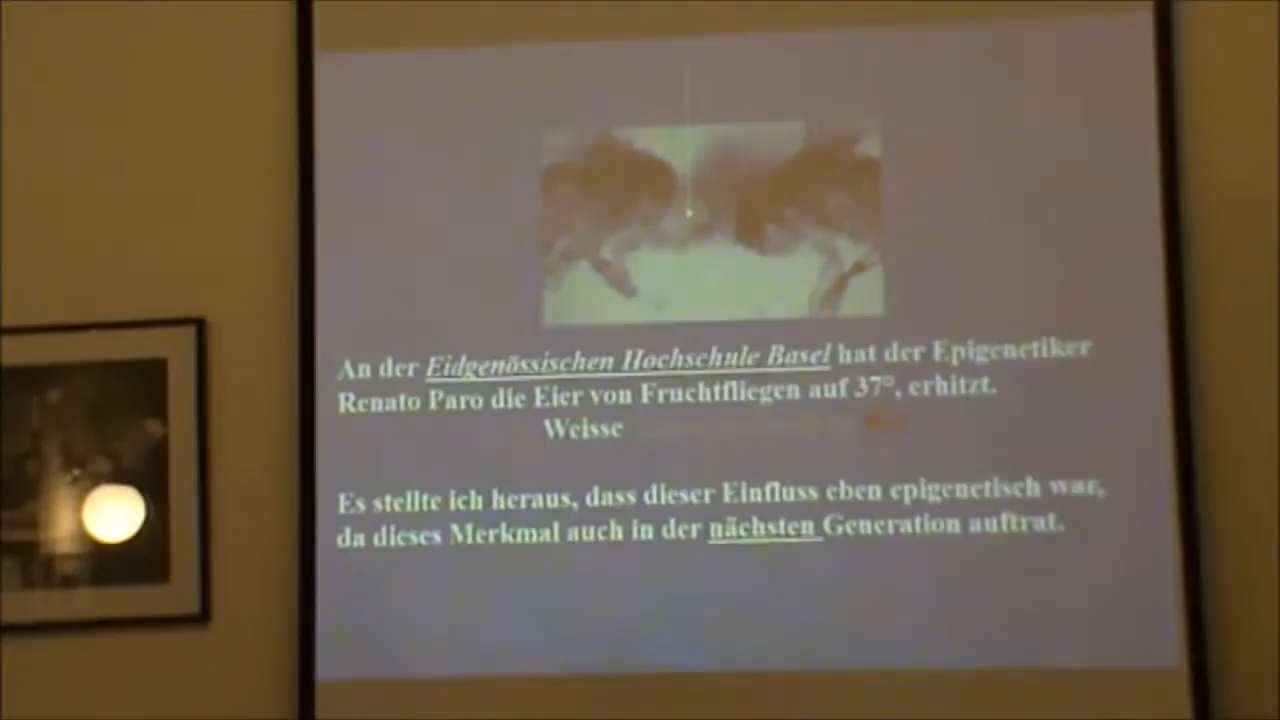 An der Eidgenössischen Hochschule Basel hat der Epigenetiker
Renato Paro die Eier von Fruchtfliegen auf 37°, erhitzt.
Weisse
Es stellte ich heraus, dass dieser Einfluss eben epigenetisch war,
da dieses Merkmal auch in der nächsten Generation auftrat.